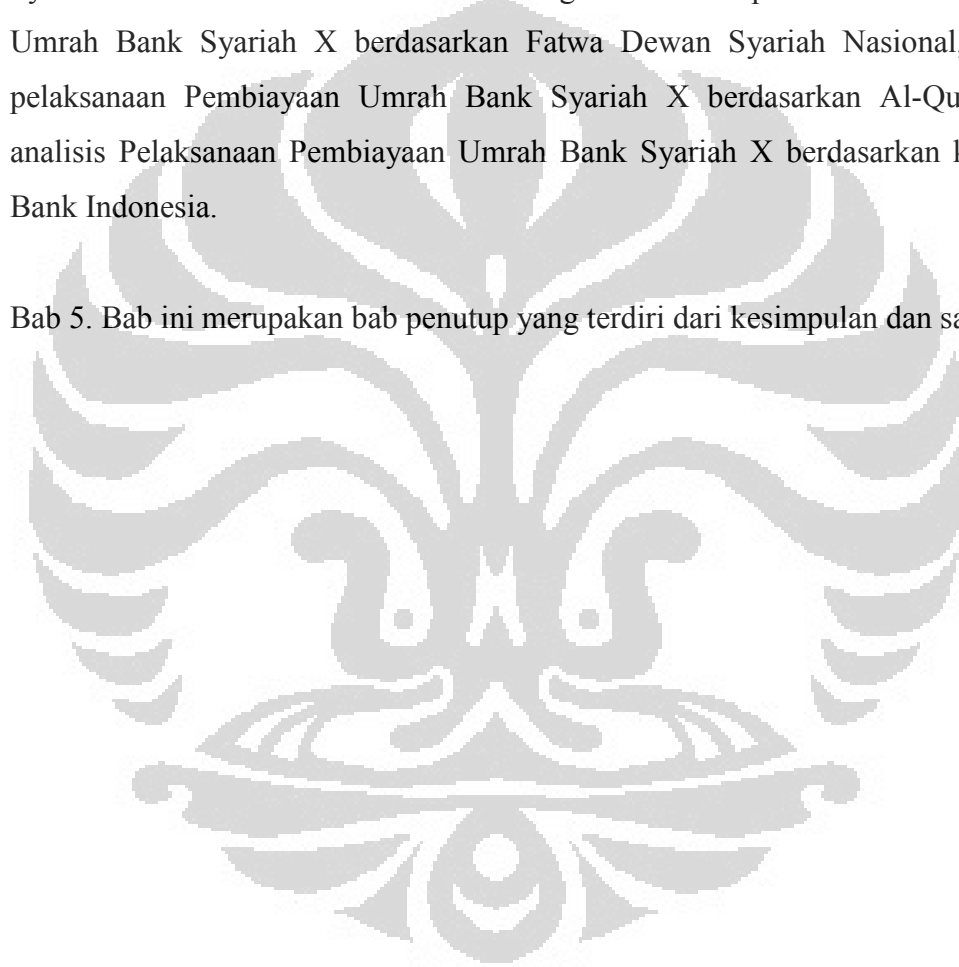 Umrah Bank Syariah X berdasarkan Fatwa Dewan Syariah Nasional,
pelaksanaan Pembiayaan Umrah Bank Syariah X berdasarkan Al-Qu
analisis Pelaksanaan Pembiayaan Umrah Bank Syariah X berdasarkan k
Bank Indonesia.
Bab 5. Bab ini merupakan bab penutup yang terdiri dari kesimpulan dan sa